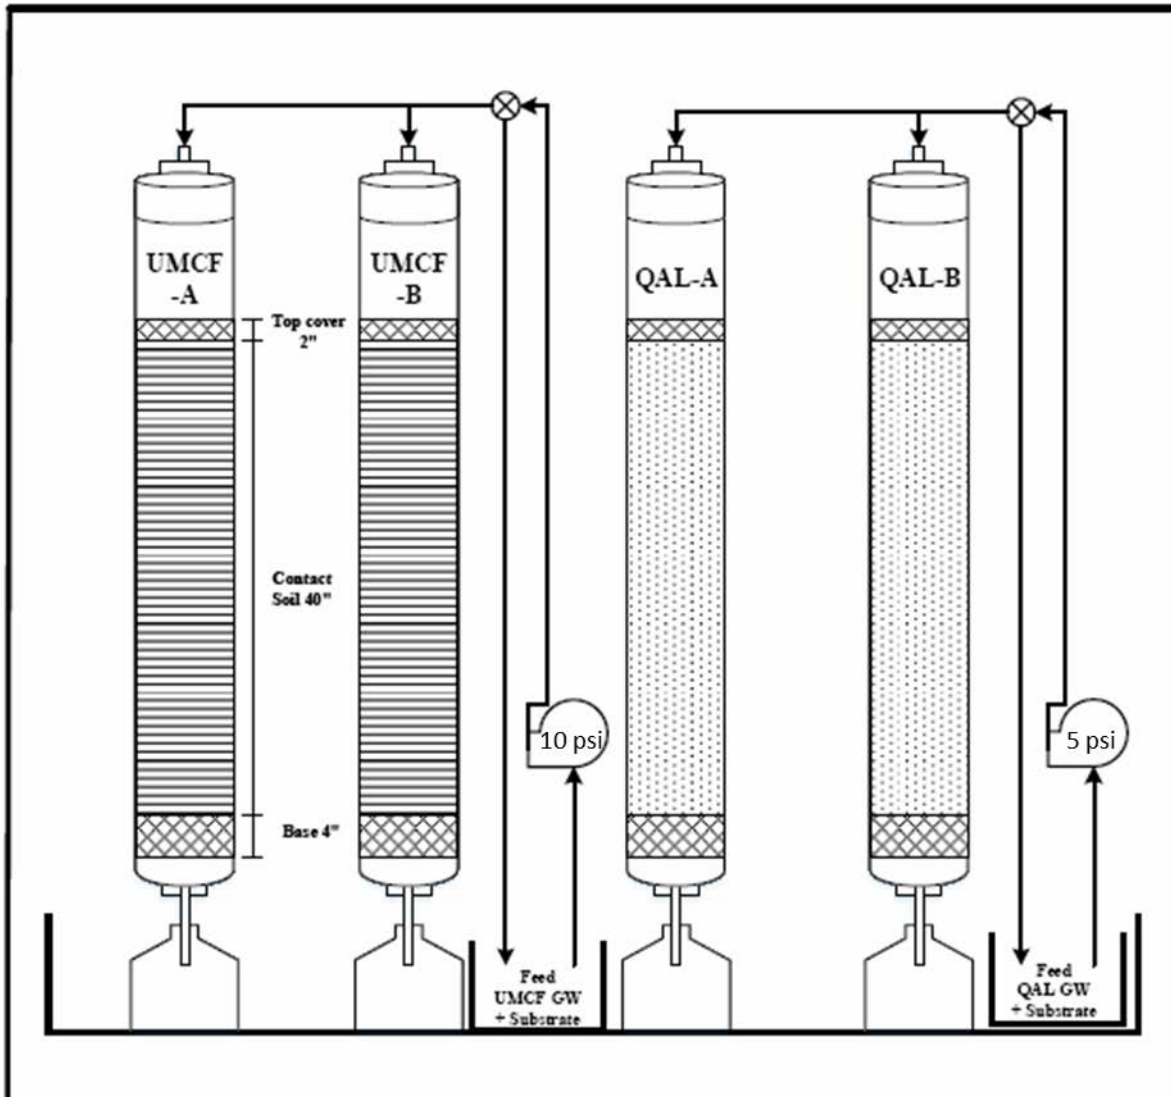 UMCF
-A
UMCF
-B
QAL-A
QAL-B
Top cover
2"
Contact
Soil 40"
Base 4"
10 psi
5 psi
Feed
UMCF GW
+ Substrate
Feed
QAL GW
+ Substrate